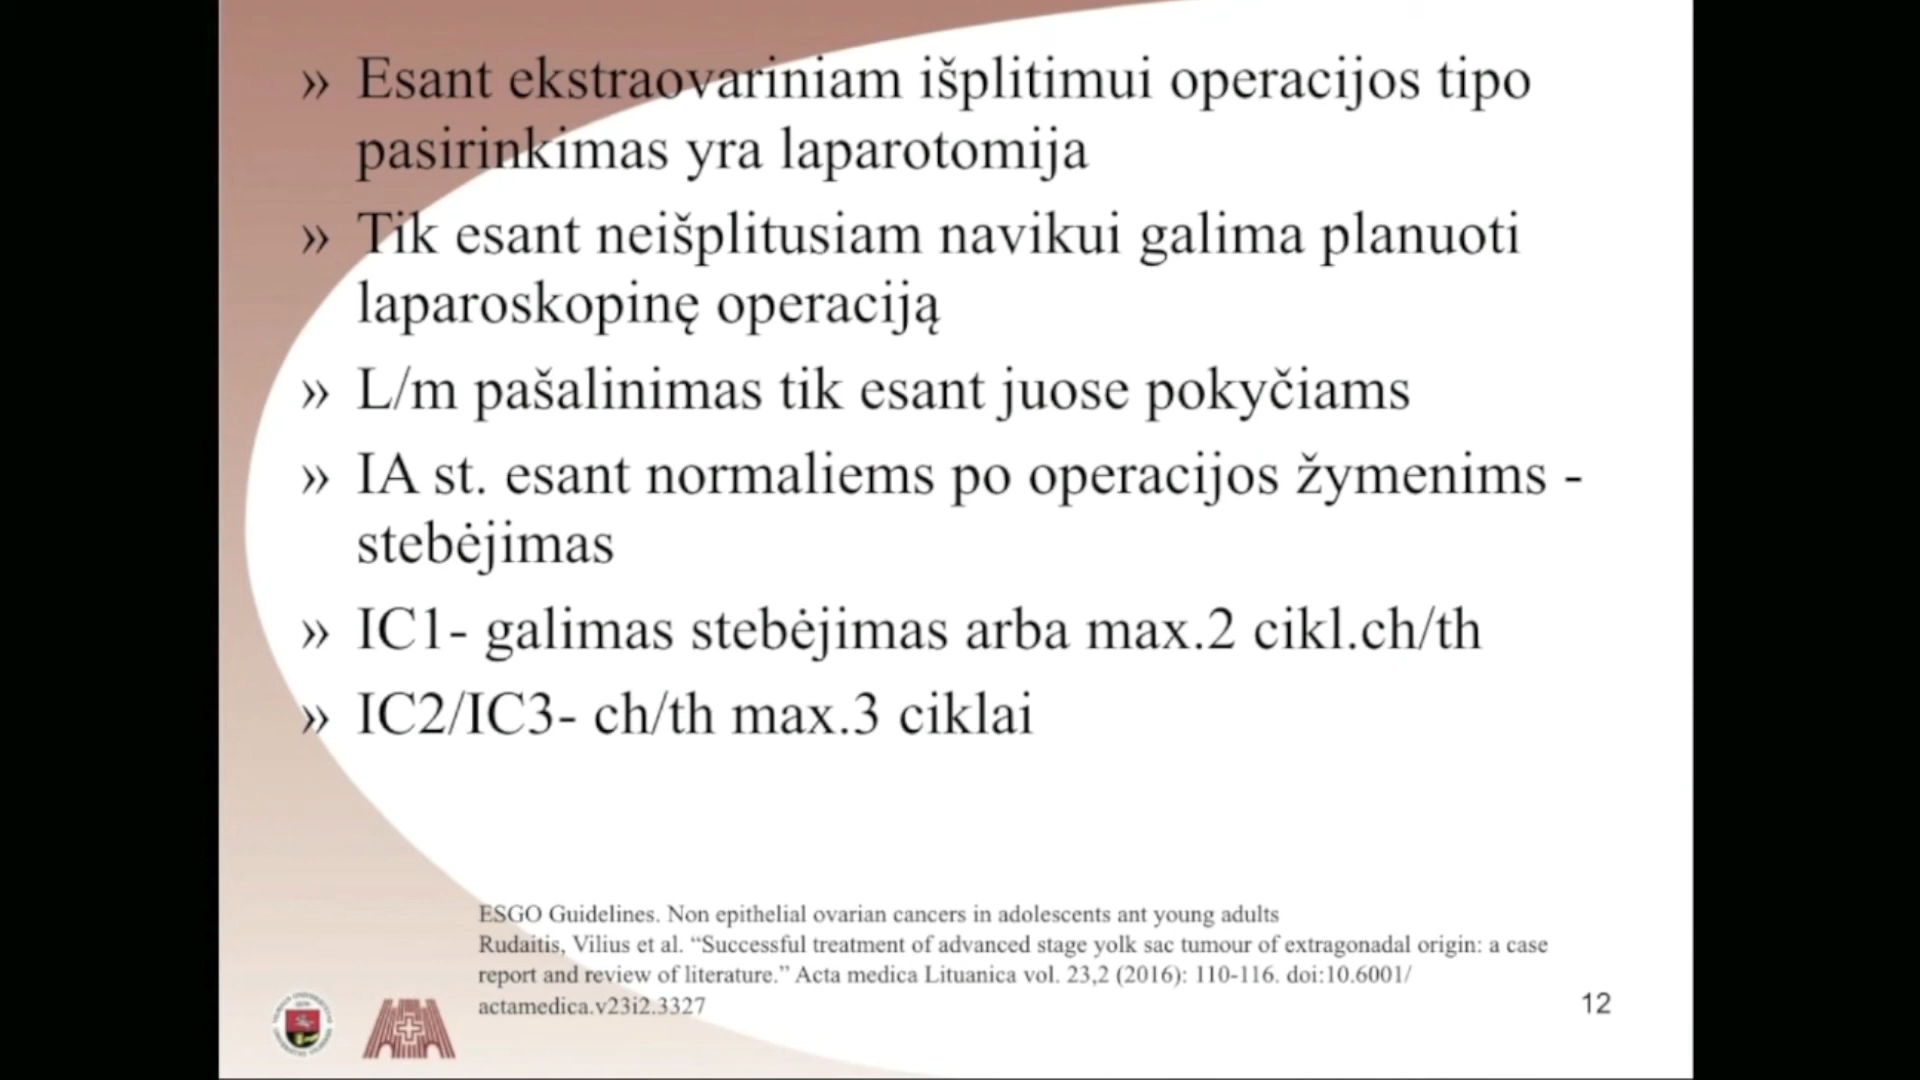 » Esant ekstraovariniam išplitimui operacijos tipo
pasirinkimas yra laparotomija
» Tik esant neišplitusiam navikui galima planuoti
laparoskopinę operaciją
» L/m pašalinimas tik esant juose pokyčiams
» IA st. esant normaliems po operacijos žymenims -
stebėjimas
» IC1- galimas stebėjimas arba max.2 cikl.ch/th
» IC2/IC3- ch/th max.3 ciklai
ESGO Guidelines. Non epithelial ovarian cancers in adolescents ant young adults
Rudaitis, Vilius et al. “Successful treatment of advanced stage yolk sac tumour of extragonadal origin: a case
report and review of literature.” Acta medica Lituanica vol. 23,2 (2016): 110-116. doi:10.6001/
actamedica.v23i2.3327
12